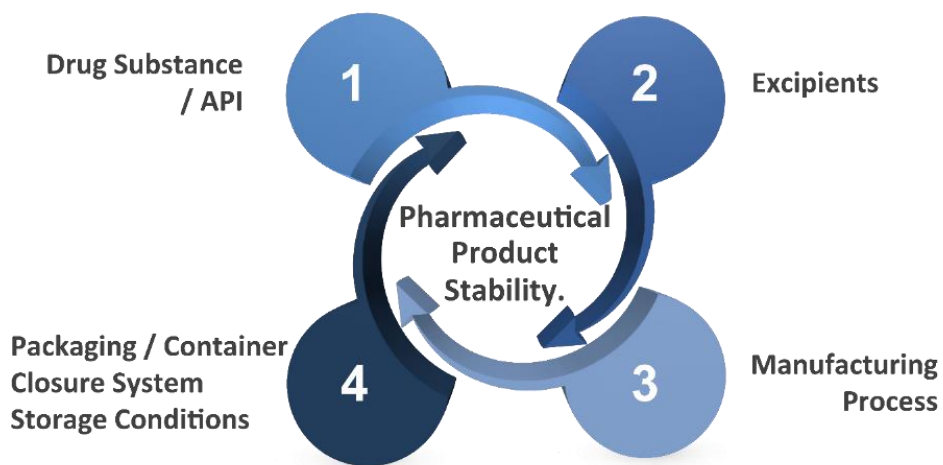 Drug Substance
/ API
1
2
Excipients
Pharmaceutical
Product
Stability.
Packaging / Container
Closure System
Storage Conditions
4
3
Manufacturing
Process